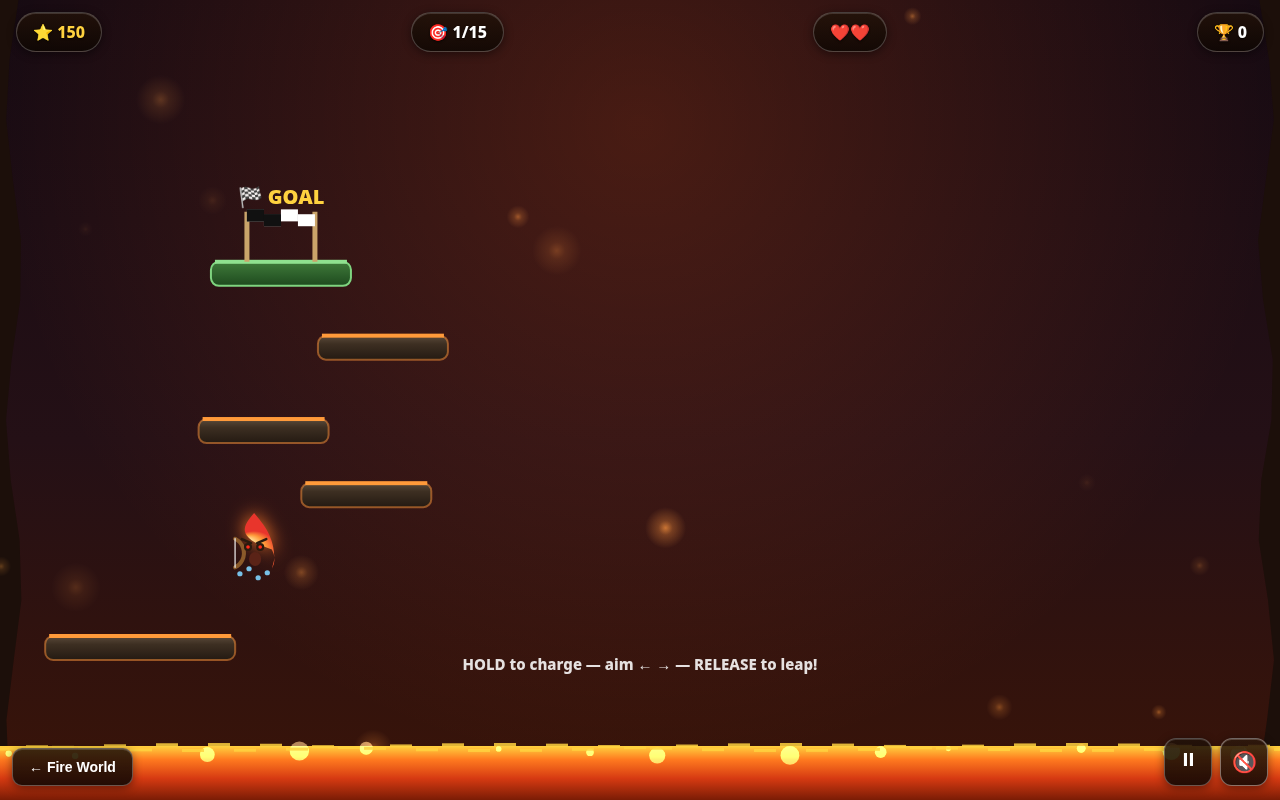 ⭐ 150
🎯 1/15
❤️❤️
🏆 0
🏁 GOAL
HOLD to charge — aim ← → — RELEASE to leap!
← Fire World